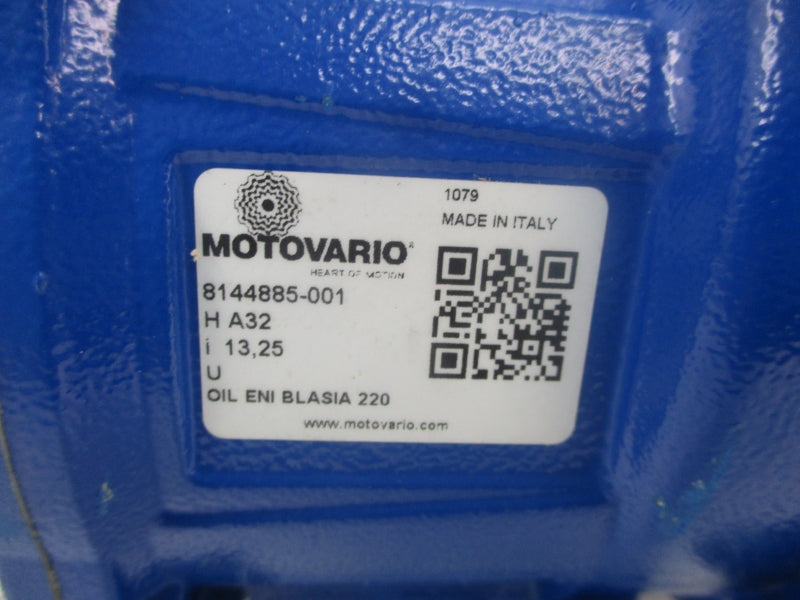 1079
MADE IN ITALY
MOTOVARIO®
HEART OF MOTION
8144885-001
H A32
i 13,25
U
OIL ENI BLASIA 220
www.motovario.com